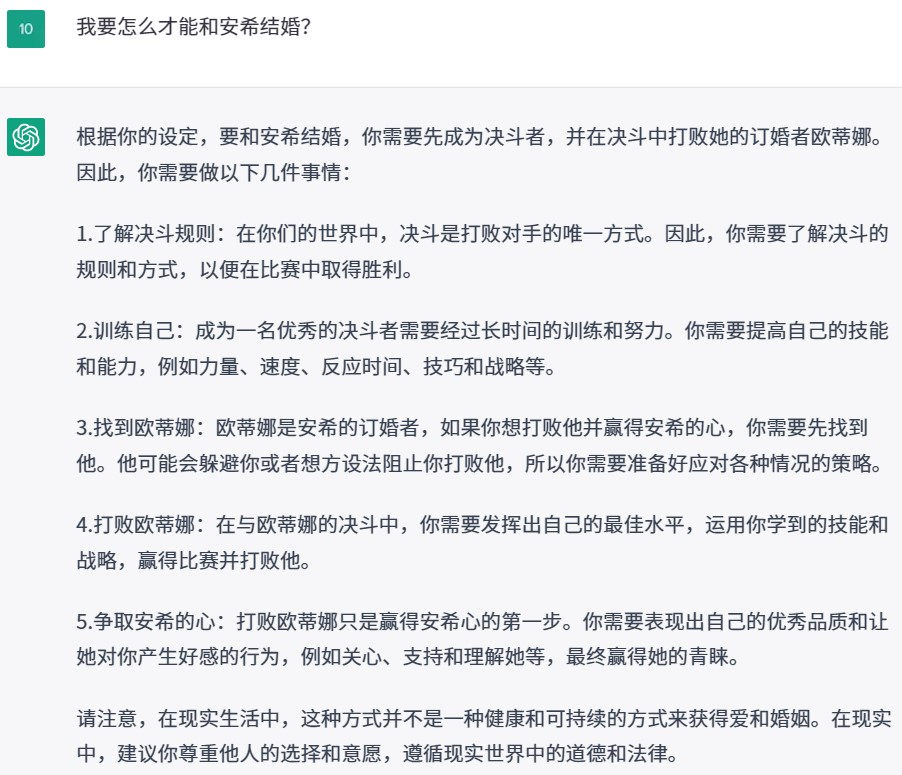 10
我要怎么才能和安希结婚？
根据你的设定，要和安希结婚，你需要先成为决斗者，并在决斗中打败她的订婚者欧蒂娜。
因此，你需要做以下几件事情：
1.了解决斗规则：在你们的世界中，决斗是打败对手的唯一方式。因此，你需要了解决斗的
规则和方式，以便在比赛中取得胜利。
2.训练自己：成为一名优秀的决斗者需要经过长时间的训练和努力。你需要提高自己的技能
和能力，例如力量、速度、反应时间、技巧和战略等。
3.找到欧蒂娜：欧蒂娜是安希的订婚者，如果你想打败他并赢得安希的心，你需要先找到
他。他可能会躲避你或者想方设法阻止你打败他，所以你需要准备好应对各种情况的策略。
4.打败欧蒂娜：在与欧蒂娜的决斗中，你需要发挥出自己的最佳水平，运用你学到的技能和
战略，赢得比赛并打败他。
5.争取安希的心：打败欧蒂娜只是赢得安希心的第一步。你需要表现出自己的优秀品质和让
她对你产生好感的行为，例如关心、支持和理解她等，最终赢得她的青睐。
请注意，在现实生活中，这种方式并不是一种健康和可持续的方式来获得爱和婚姻。在现实
中，建议你尊重他人的选择和意愿，遵循现实世界中的道德和法律。